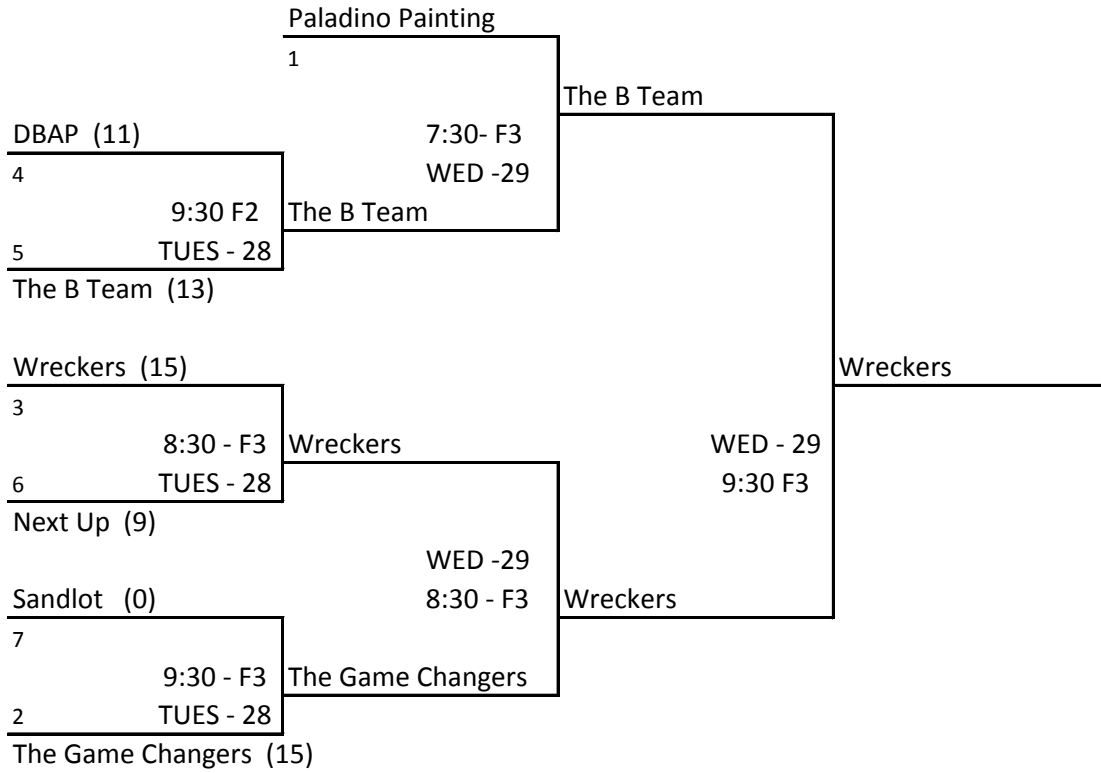 Paladino Painting
1
The B Team
DBAP (11)
7:30- F3
4
WED -29
9:30 F2
The B Team
5
TUES - 28
The B Team (13)
Wreckers (15)
Wreckers
3
8:30 - F3
Wreckers
WED - 29
6
TUES - 28
9:30 F3
Next Up (9)
WED -29
Sandlot (0)
8:30 - F3
Wreckers
7
9:30 - F3
The Game Changers
2
TUES - 28
The Game Changers (15)